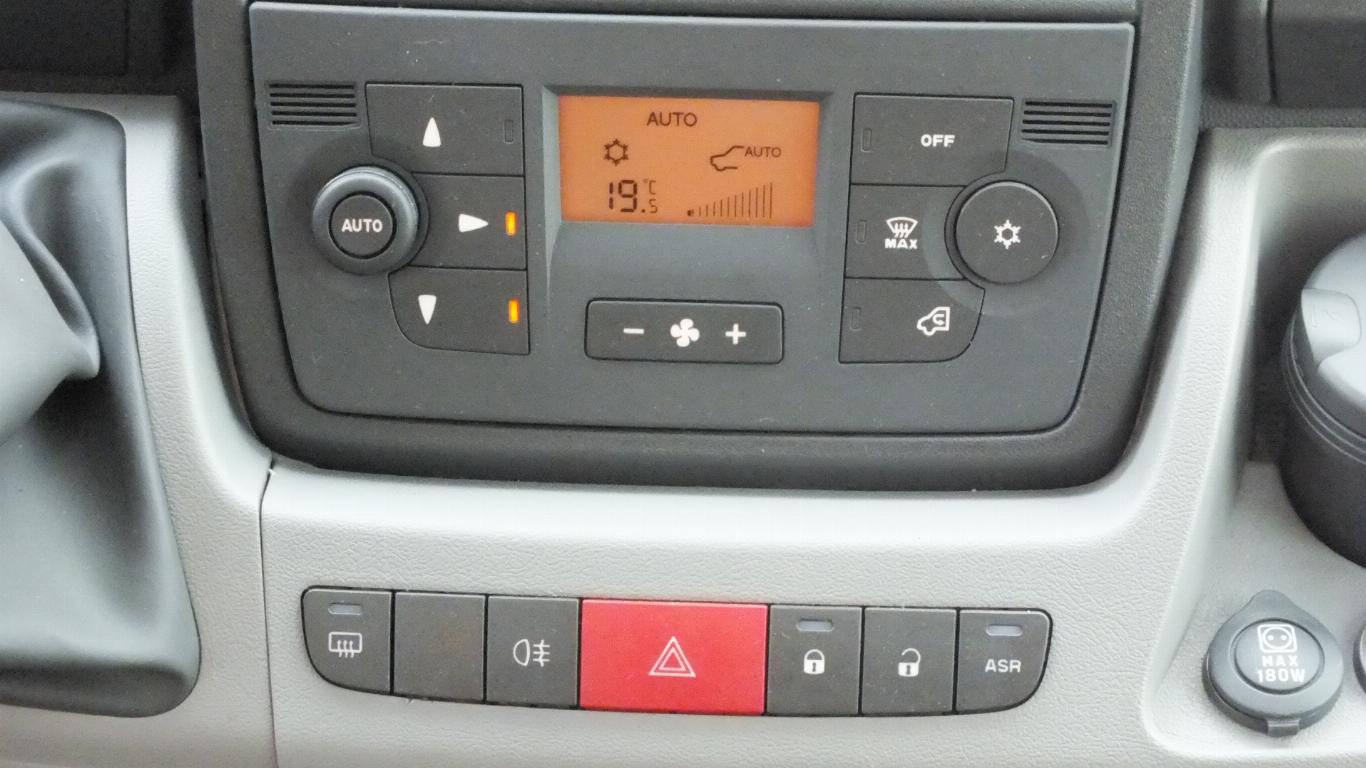 AUTO
AUTO
19.5 °C
AUTO
OFF
MAX
- +
ASR
MAX
180W